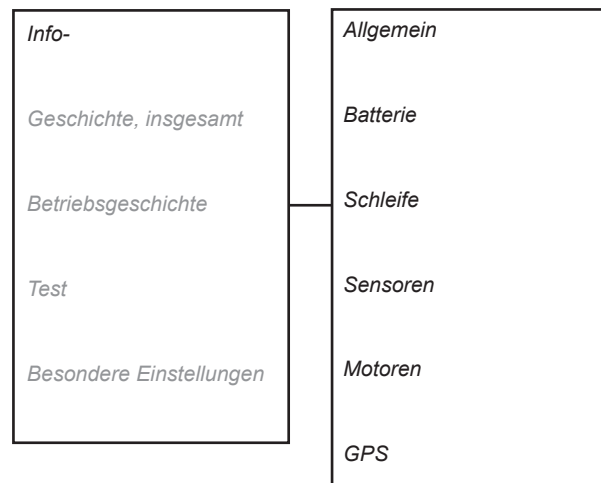 Info-
Geschichte, insgesamt
Betriebsgeschichte
Test
Besondere Einstellungen
Allgemein
Batterie
Schleife
Sensoren
Motoren
GPS